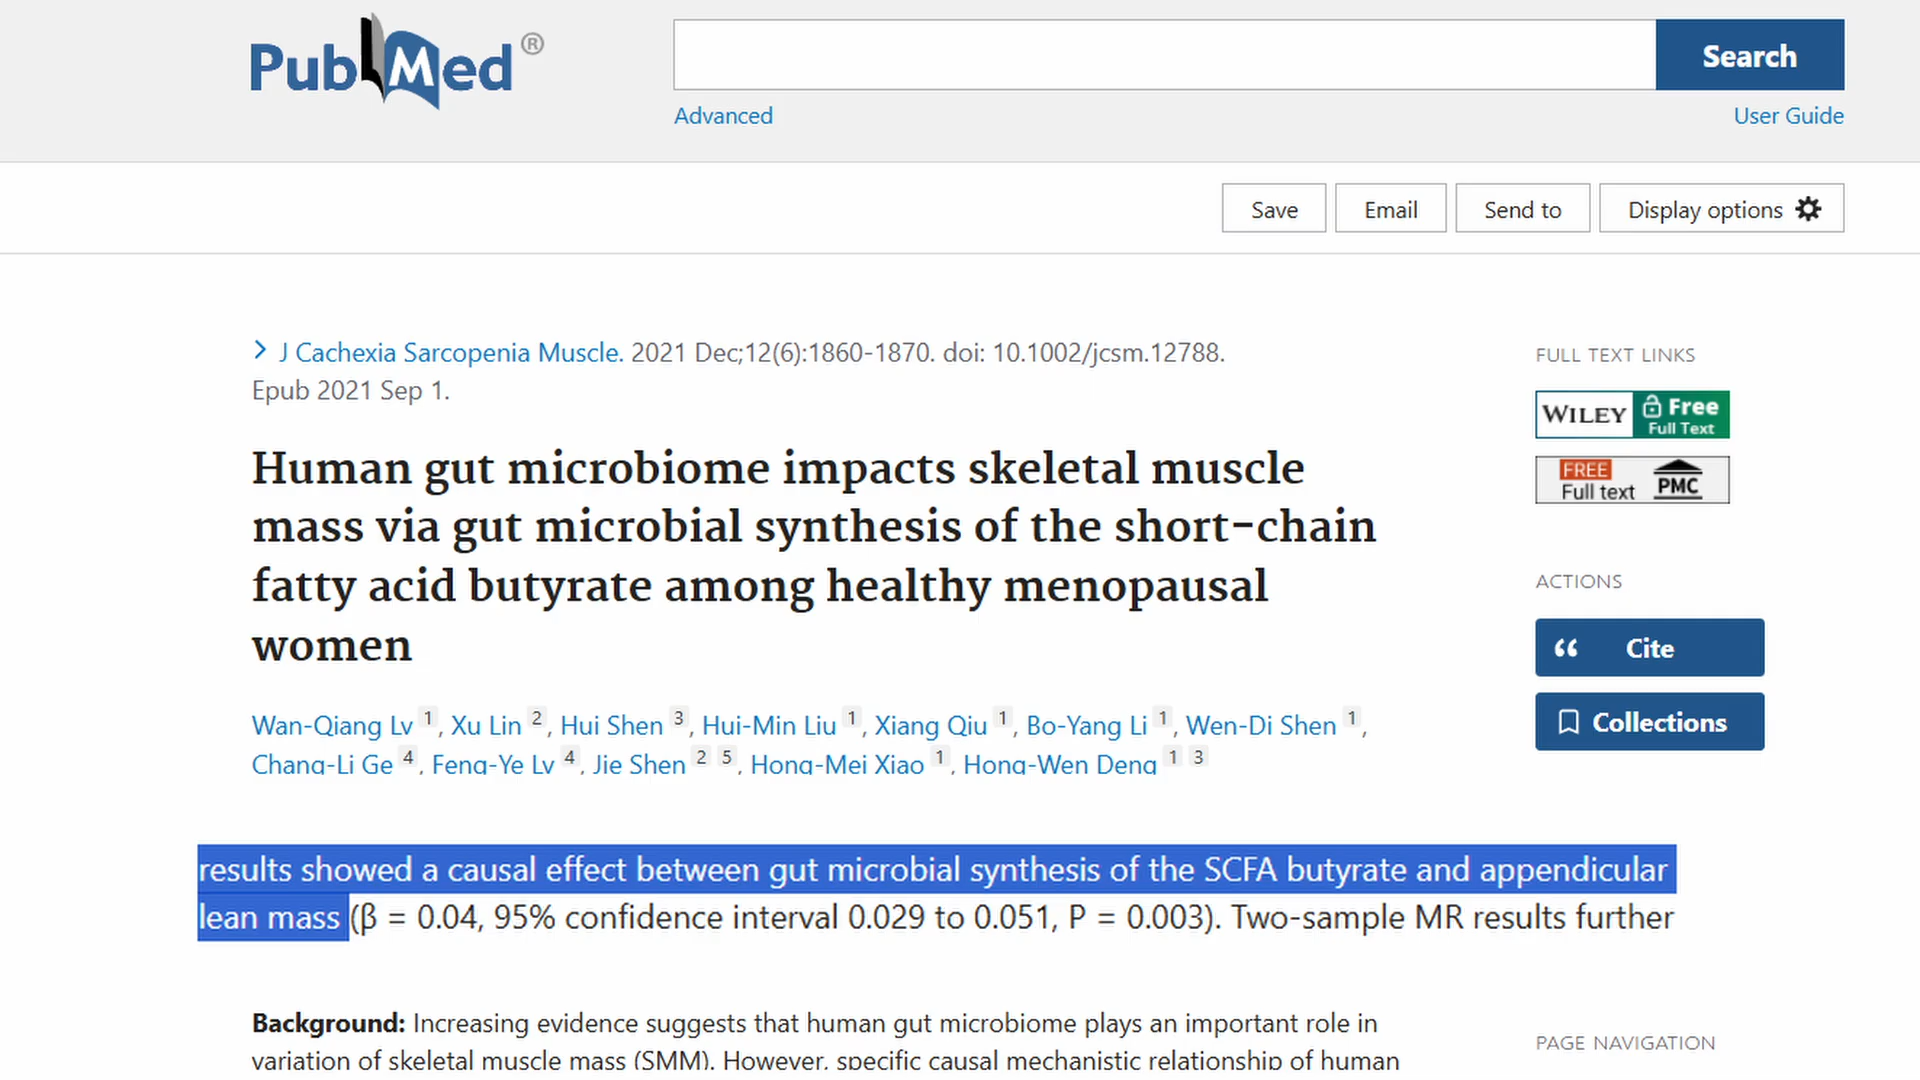 PubMed®
Search
Advanced
User Guide
Save
Email
Send to
Display options
J Cachexia Sarcopenia Muscle. 2021 Dec;12(6):1860-1870. doi: 10.1002/jcsm.12788.
Epub 2021 Sep 1.
Human gut microbiome impacts skeletal muscle
mass via gut microbial synthesis of the short-chain
fatty acid butyrate among healthy menopausal
women
Wan-Qiang Lv 1, Xu Lin 2, Hui Shen 3, Hui-Min Liu 1, Xiang Qiu 1, Bo-Yang Li 1, Wen-Di Shen 1,
Chang-Li Ge 4, Feng-Ye Lv 4, Jie Shen 2 5, Hong-Mei Xiao 1, Hong-Wen Deng 1 3
FULL TEXT LINKS
WILEY Free
Full Text
FREE
Full text PMC
ACTIONS
Cite
Collections
results showed a causal effect between gut microbial synthesis of the SCFA butyrate and appendicular
lean mass (β = 0.04, 95% confidence interval 0.029 to 0.051, P = 0.003). Two-sample MR results further
Background: Increasing evidence suggests that human gut microbiome plays an important role in
variation of skeletal muscle mass (SMM). However, specific causal mechanistic relationship of human
PAGE NAVIGATION